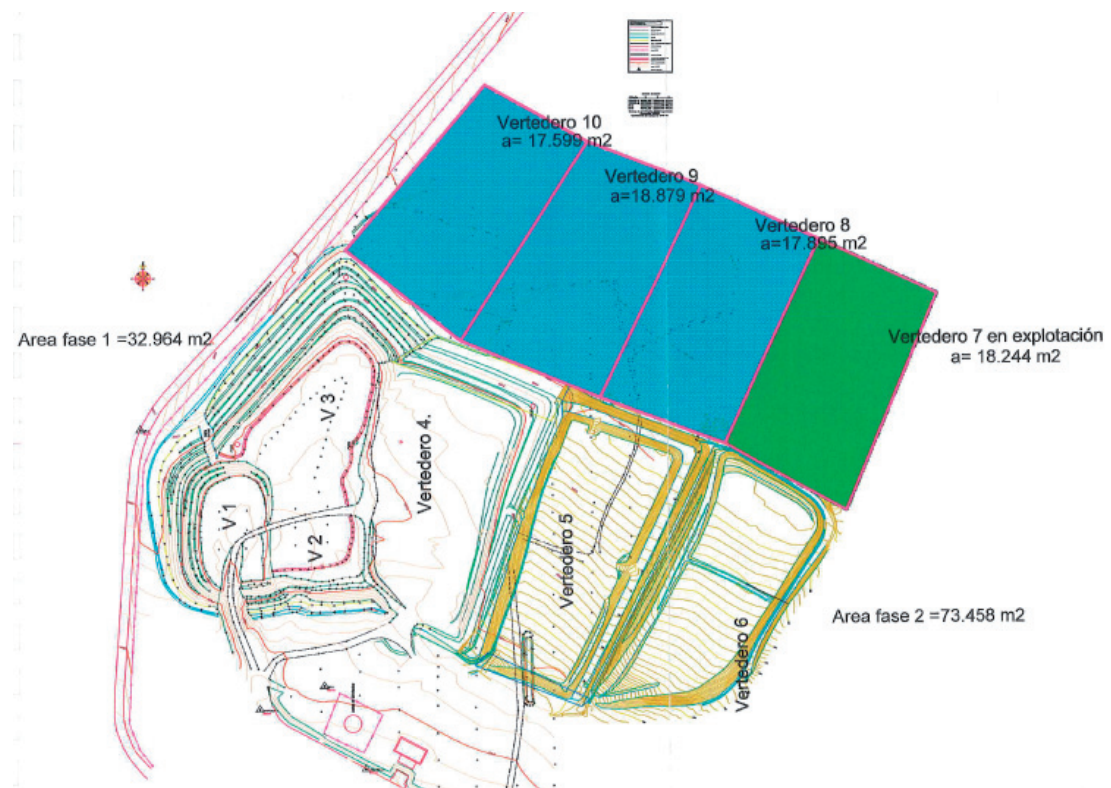 Vertedero 10
a= 17.599 m2
Vertedero 9
a=18.879 m2
Vertedero 8
a=17.895 m2
Vertedero 7 en explotación
a= 18.244 m2
Area fase 1 =32.964 m2
V 3
Vertedero 4.
V 1
V 2
Vertedero 5
Vertedero 6
Area fase 2 =73.458 m2